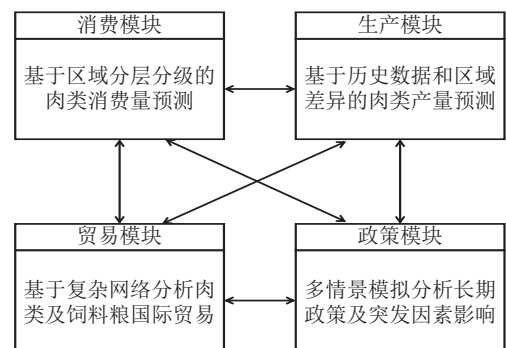 消费模块
基于区域分层分级的
肉类消费量预测
生产模块
基于历史数据和区域
差异的肉类产量预测
贸易模块
基于复杂网络分析肉
类及饲料粮国际贸易
政策模块
多情景模拟分析长期
政策及突发因素影响